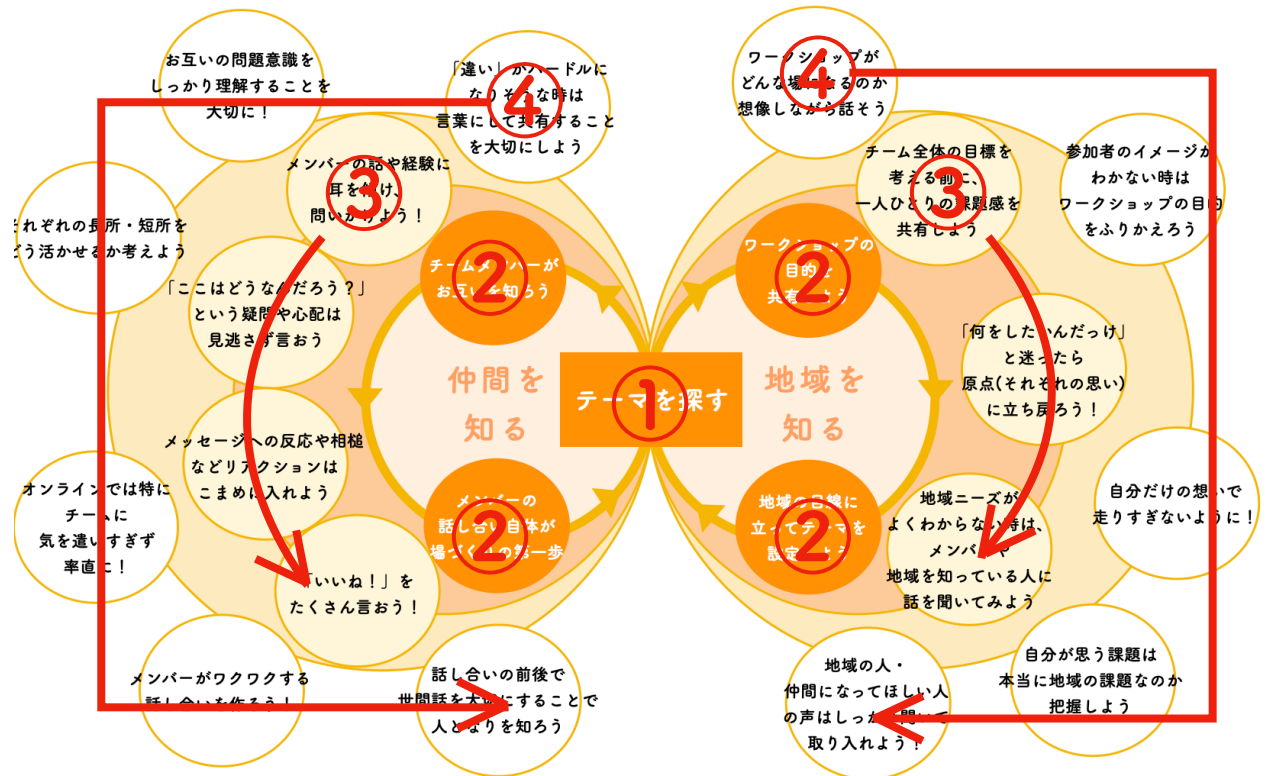 ①
テーマを探す
仲間を
知る
地域を
知る
②
チームメンバーが
お互いを知ろう
②
メンバーの
話し合い自体が
場づくりの第一歩
②
ワークショップの
目的を
共有しよう
②
地域の目線に
立ってテーマを
設定しよう
③
メンバーの話や経験に
耳を傾け、
問いかけよう!
「ここはどうなんだろう?」
という疑問や心配は
見逃さず言おう
メッセージへの反応や相槌
などリアクションは
こまめに入れよう
「いいね!」を
たくさん言おう!
③
チーム全体の目標を
考える前に、
一人ひとりの課題感を
共有しよう
「何をしたいんだっけ」
と迷ったら
原点(それぞれの思い)
に立ち戻ろう!
地域ニーズが
よくわからない時は、
メンバーや
地域を知っている人に
話を聞いてみよう
④
「違い」がハードルに
なりそうな時は
言葉にして共有すること
を大切にしよう
お互いの問題意識を
しっかり理解することを
大切に!
それぞれの長所・短所を
どう活かせるか考えよう
オンラインでは特に
チームに
気を遣いすぎず
率直に!
メンバーがワクワクする
話し合いを作ろう!
話し合いの前後で
世間話を大切にすることで
人となりを知ろう
④
ワークショップが
どんな場になるのか
想像しながら話そう
参加者のイメージが
わかない時は
ワークショップの目的
をふりかえろう
自分だけの想いで
走りすぎないように!
自分が思う課題は
本当に地域の課題なのか
把握しよう
地域の人・
仲間になってほしい人
の声はしっかり聞いて
取り入れよう!